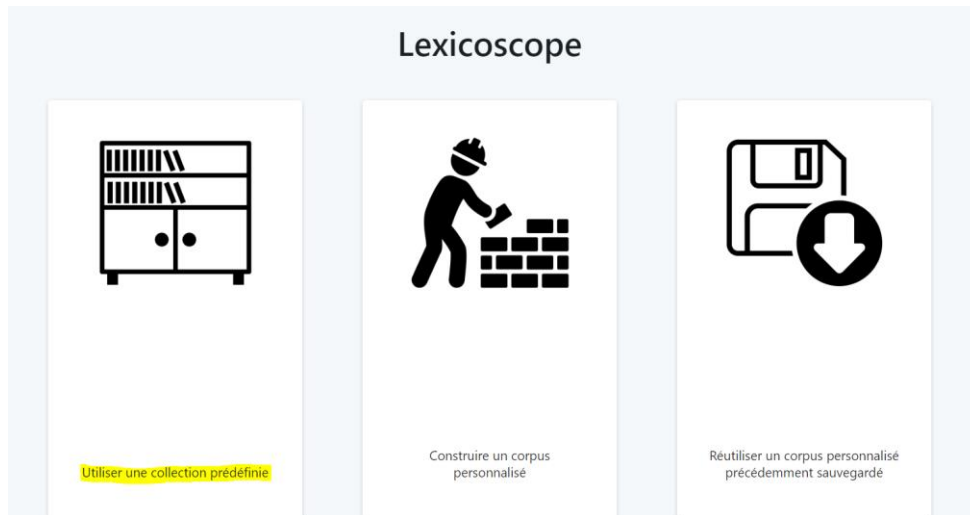 Lexicoscope
Utiliser une collection prédéfinie
Construire un corpus
personnalisé
Réutiliser un corpus personnalisé
précédemment sauvegardé